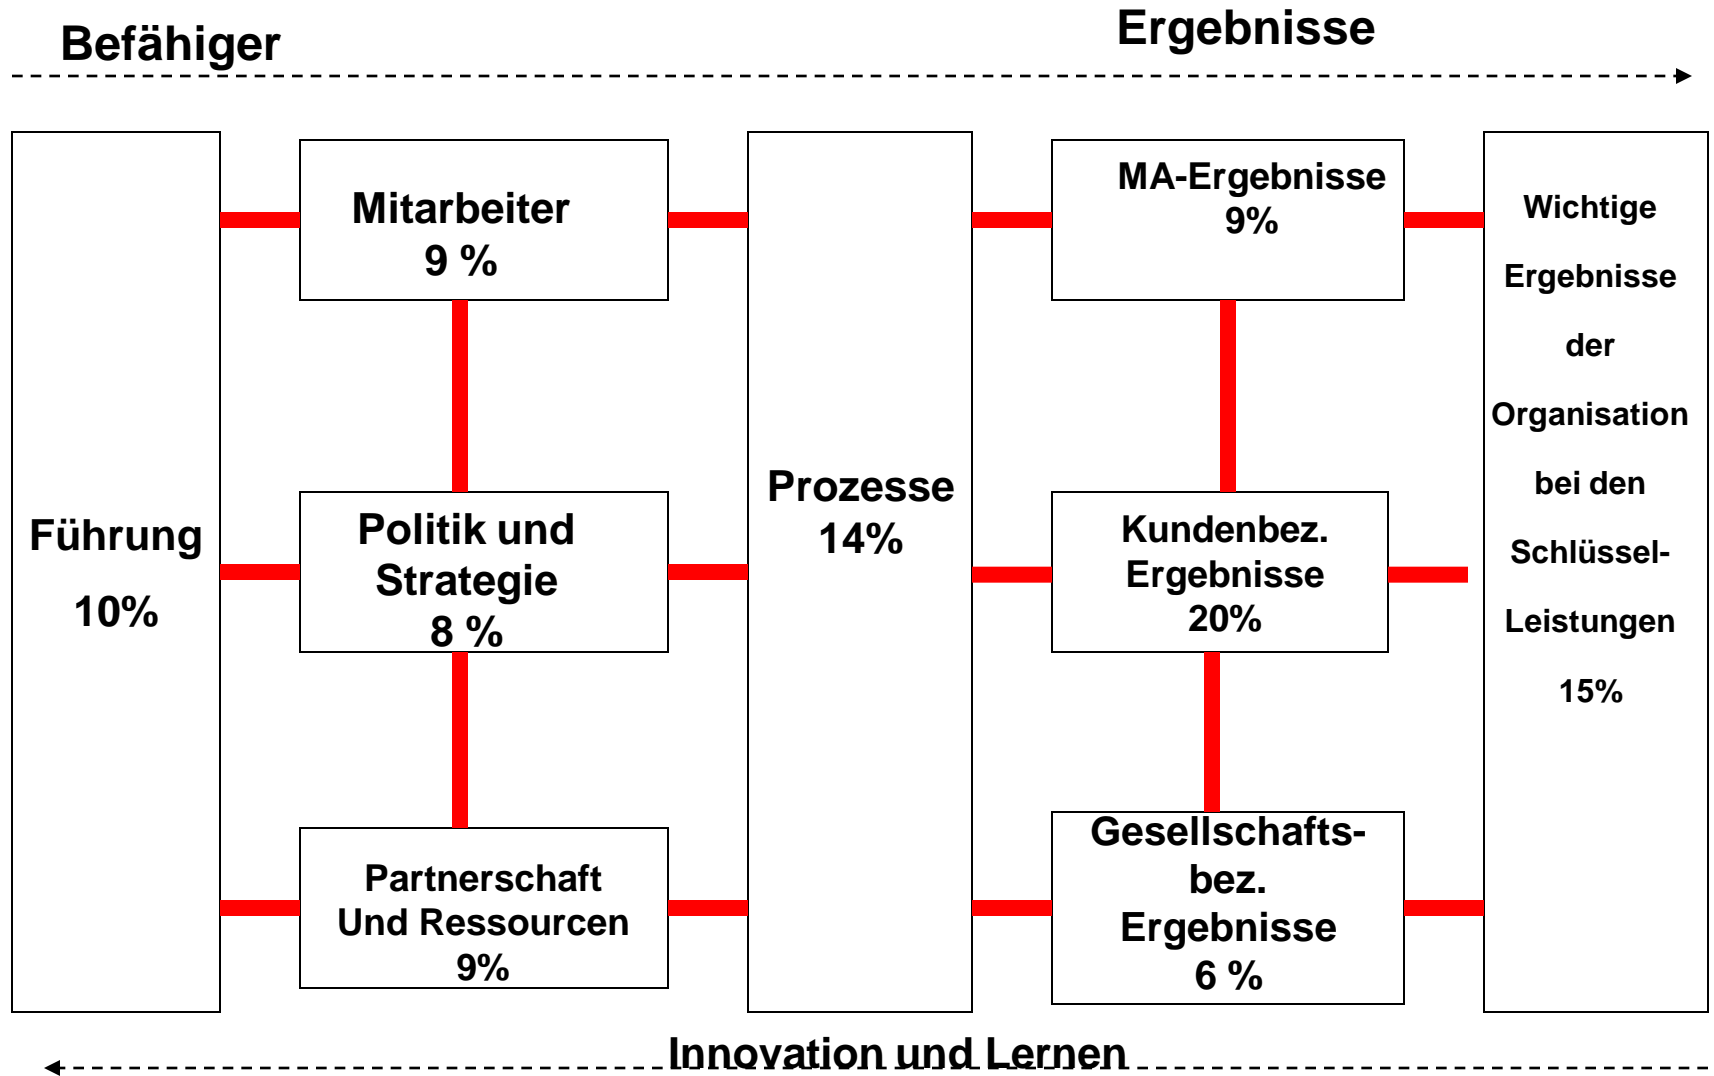 Befähiger
Ergebnisse
Führung
10%
Mitarbeiter
9 %
Politik und
Strategie
8 %
Partnerschaft
Und Ressourcen
9%
Prozesse
14%
MA-Ergebnisse
9%
Kundenbez.
Ergebnisse
20%
Gesellschafts-
bez.
Ergebnisse
6 %
Wichtige
Ergebnisse
der
Organisation
bei den
Schlüssel-
Leistungen
15%
Innovation und Lernen